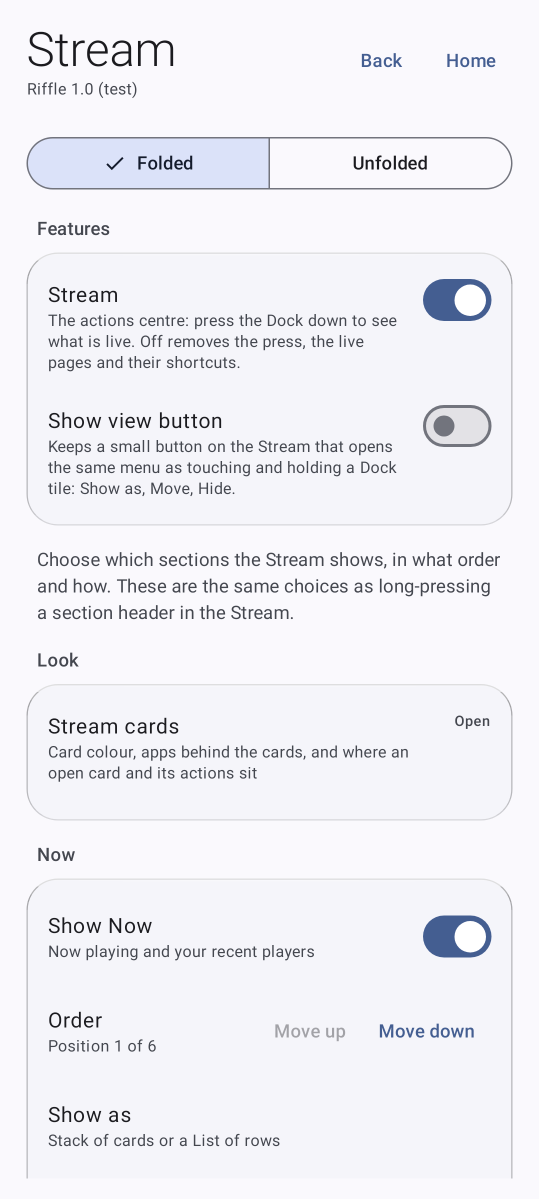 Stream
Back
Home
Riffle 1.0 (test)
Folded
Unfolded
Features
Stream
The actions centre: press the Dock down to see
what is live. Off removes the press, the live
pages and their shortcuts.
Show view button
Keeps a small button on the Stream that opens
the same menu as touching and holding a Dock
tile: Show as, Move, Hide.
Choose which sections the Stream shows, in what order
and how. These are the same choices as long-pressing
a section header in the Stream.
Look
Stream cards
Open
Card colour, apps behind the cards, and where an
open card and its actions sit
Now
Show Now
Now playing and your recent players
Order
Position 1 of 6
Move up
Move down
Show as
Stack of cards or a List of rows